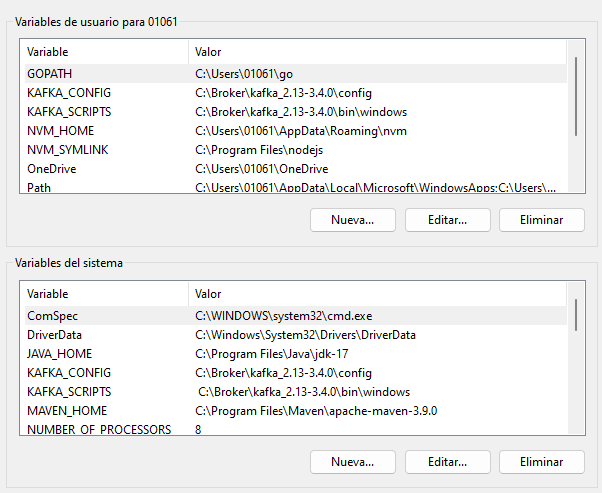 Variables de usuario para 01061
Variable Valor
GOPATH C:\Users\01061\go
KAFKA_CONFIG C:\Broker\kafka_2.13-3.4.0\config
KAFKA_SCRIPTS C:\Broker\kafka_2.13-3.4.0\bin\windows
NVM_HOME C:\Users\01061\AppData\Roaming\nvm
NVM_SYMLINK C:\Program Files\nodejs
OneDrive C:\Users\01061\OneDrive
Path C:\Users\01061\AppData\Local\Microsoft\WindowsApps;C:\Users\...
Nueva... Editar... Eliminar
Variables del sistema
Variable Valor
ComSpec C:\WINDOWS\system32\cmd.exe
DriverData C:\Windows\System32\Drivers\DriverData
JAVA_HOME C:\Program Files\Java\jdk-17
KAFKA_CONFIG C:\Broker\kafka_2.13-3.4.0\config
KAFKA_SCRIPTS C:\Broker\kafka_2.13-3.4.0\bin\windows
MAVEN_HOME C:\Program Files\Maven\apache-maven-3.9.0
NUMBER_OF_PROCESSORS 8
Nueva... Editar... Eliminar